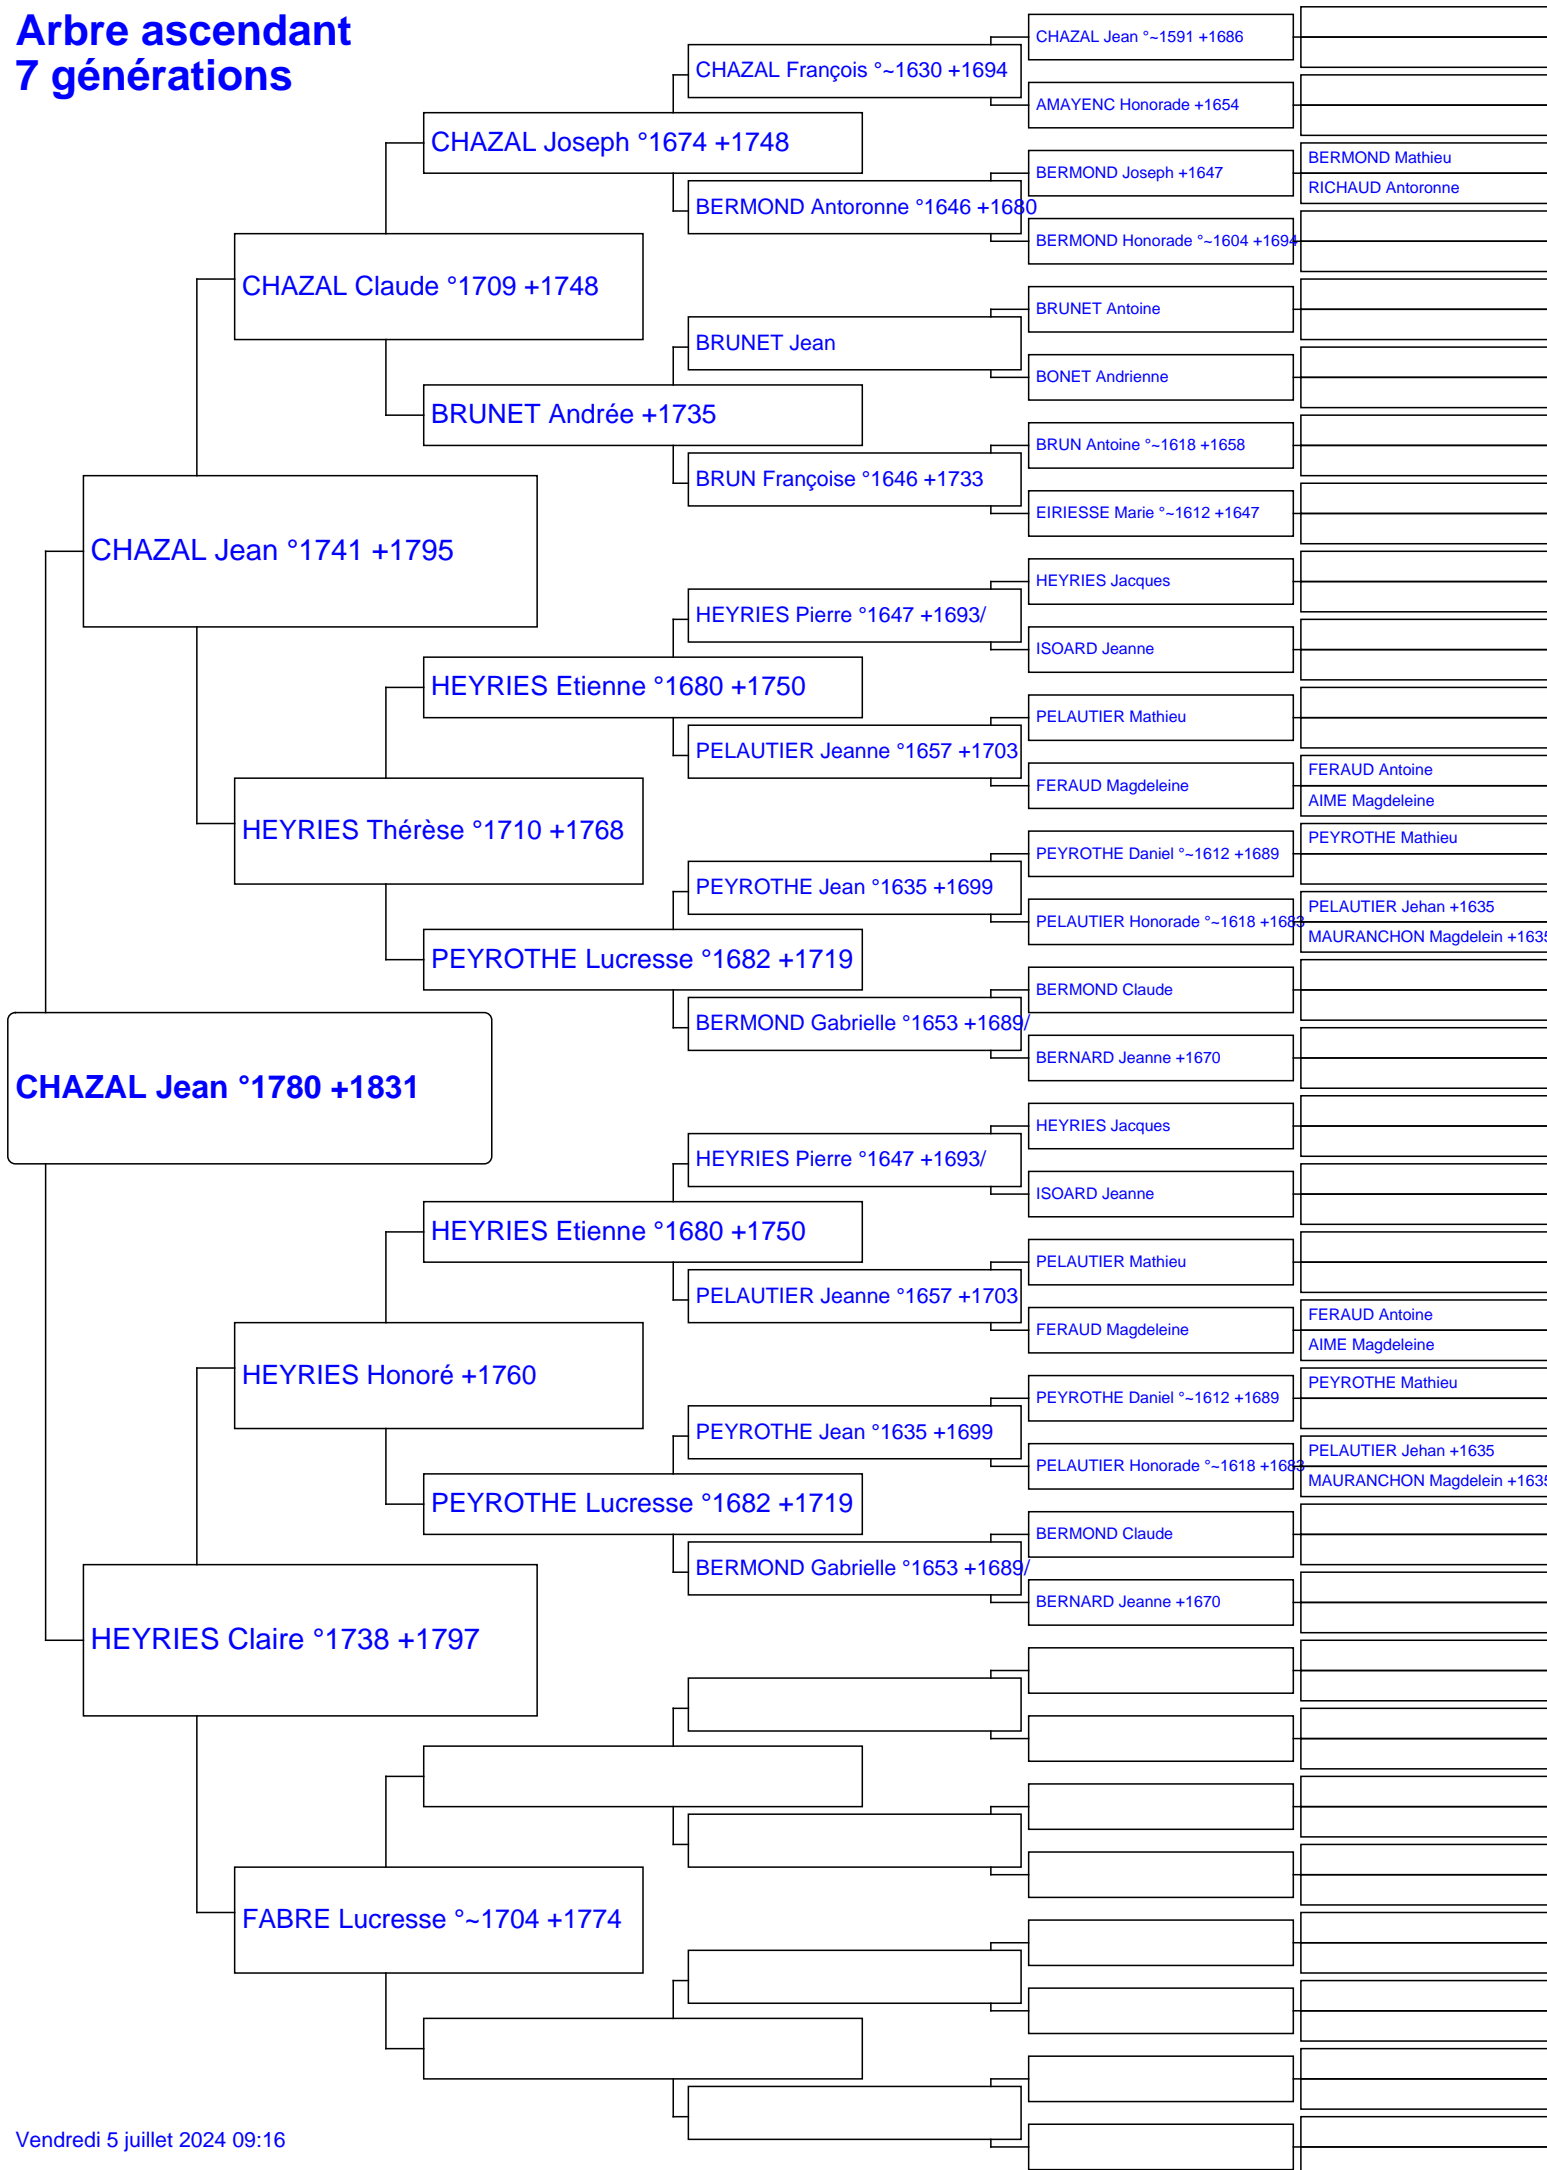 Arbre ascendant
7 générations
CHAZAL Jean °~1591 +1686
CHAZAL François °~1630 +1694
AMAYENC Honorade +1654
CHAZAL Joseph °1674 +1748
BERMOND Mathieu
BERMOND Joseph +1647
RICHAUD Antoronne
BERMOND Antoronne °1646 +1680
BERMOND Honorade °~1604 +1694
CHAZAL Claude °1709 +1748
BRUNET Antoine
BRUNET Jean
BONET Andrienne
BRUNET Andrée +1735
BRUN Antoine °~1618 +1658
BRUN Françoise °1646 +1733
EIRIESSE Marie °~1612 +1647
CHAZAL Jean °1741 +1795
HEYRIES Jacques
HEYRIES Pierre °1647 +1693/
ISOARD Jeanne
HEYRIES Etienne °1680 +1750
PELAUTIER Mathieu
PELAUTIER Jeanne °1657 +1703
FERAUD Antoine
FERAUD Magdeleine
AIME Magdeleine
HEYRIES Thérèse °1710 +1768
PEYROTHE Mathieu
PEYROTHE Daniel °~1612 +1689
PEYROTHE Jean °1635 +1699
PELAUTIER Jehan +1635
PELAUTIER Honorade °~1618 +1683
MAURANCHON Magdelein +1635
PEYROTHE Lucresse °1682 +1719
BERMOND Claude
BERMOND Gabrielle °1653 +1689/
BERNARD Jeanne +1670
CHAZAL Jean °1780 +1831
HEYRIES Jacques
HEYRIES Pierre °1647 +1693/
ISOARD Jeanne
HEYRIES Etienne °1680 +1750
PELAUTIER Mathieu
PELAUTIER Jeanne °1657 +1703
FERAUD Antoine
FERAUD Magdeleine
AIME Magdeleine
HEYRIES Honoré +1760
PEYROTHE Mathieu
PEYROTHE Daniel °~1612 +1689
PEYROTHE Jean °1635 +1699
PELAUTIER Jehan +1635
PELAUTIER Honorade °~1618 +1683
MAURANCHON Magdelein +1635
PEYROTHE Lucresse °1682 +1719
BERMOND Claude
BERMOND Gabrielle °1653 +1689/
BERNARD Jeanne +1670
HEYRIES Claire °1738 +1797
FABRE Lucresse °~1704 +1774
Vendredi 5 juillet 2024 09:16